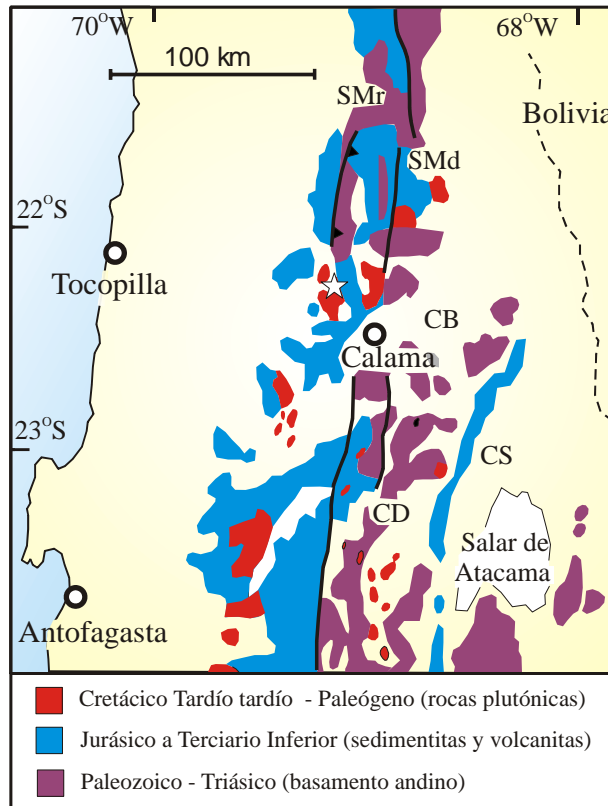 70°W
68°W
100 km
SMr
Bolivia
SMd
22°S
Tocopilla
CB
Calama
23°S
CS
CD
Salar de
Atacama
Antofagasta
Cretácico Tardío tardío - Paleógeno (rocas plutónicas)
Jurásico a Terciario Inferior (sedimentitas y volcanitas)
Paleozoico - Triásico (basamento andino)